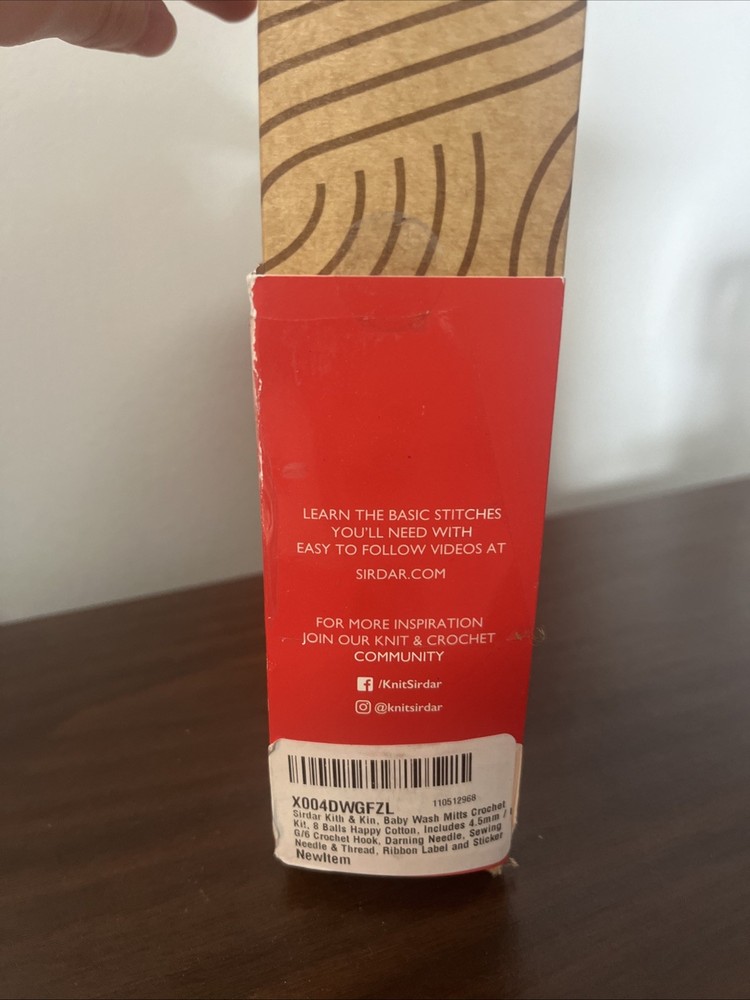 LEARN THE BASIC STITCHES
YOU'LL NEED WITH
EASY TO FOLLOW VIDEOS AT
SIRDAR.COM
FOR MORE INSPIRATION
JOIN OUR KNIT & CROCHET
COMMUNITY
/KnitSirdar
@knitsirdar
X004DWGFZL 110512968
Sirdar Kith & Kin, Baby Wash Mitts Crochet
Kit, 8 Balls Happy Cotton, Includes 4.5mm /
G/6 Crochet Hook, Darning Needle, Sewing
Needle & Thread, Ribbon Label and Sticker
NewItem